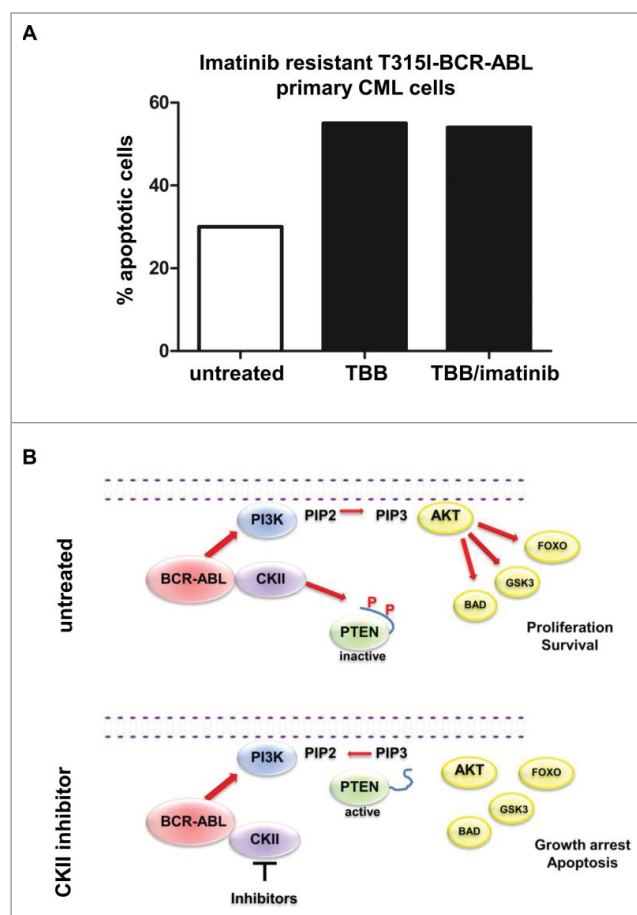 A
Imatinib resistant T315I-BCR-ABL
primary CML cells
% apoptotic cells
60
40
20
0
untreated
TBB
TBB/imatinib
B
untreated
PI3K
PIP2
PIP3
AKT
FOXO
GSK3
BAD
BCR-ABL
CKII
P
P
PTEN
inactive
Proliferation
Survival
CKII inhibitor
PI3K
PIP2
PIP3
AKT
FOXO
PTEN
active
GSK3
BAD
BCR-ABL
CKII
Growth arrest
Apoptosis
Inhibitors